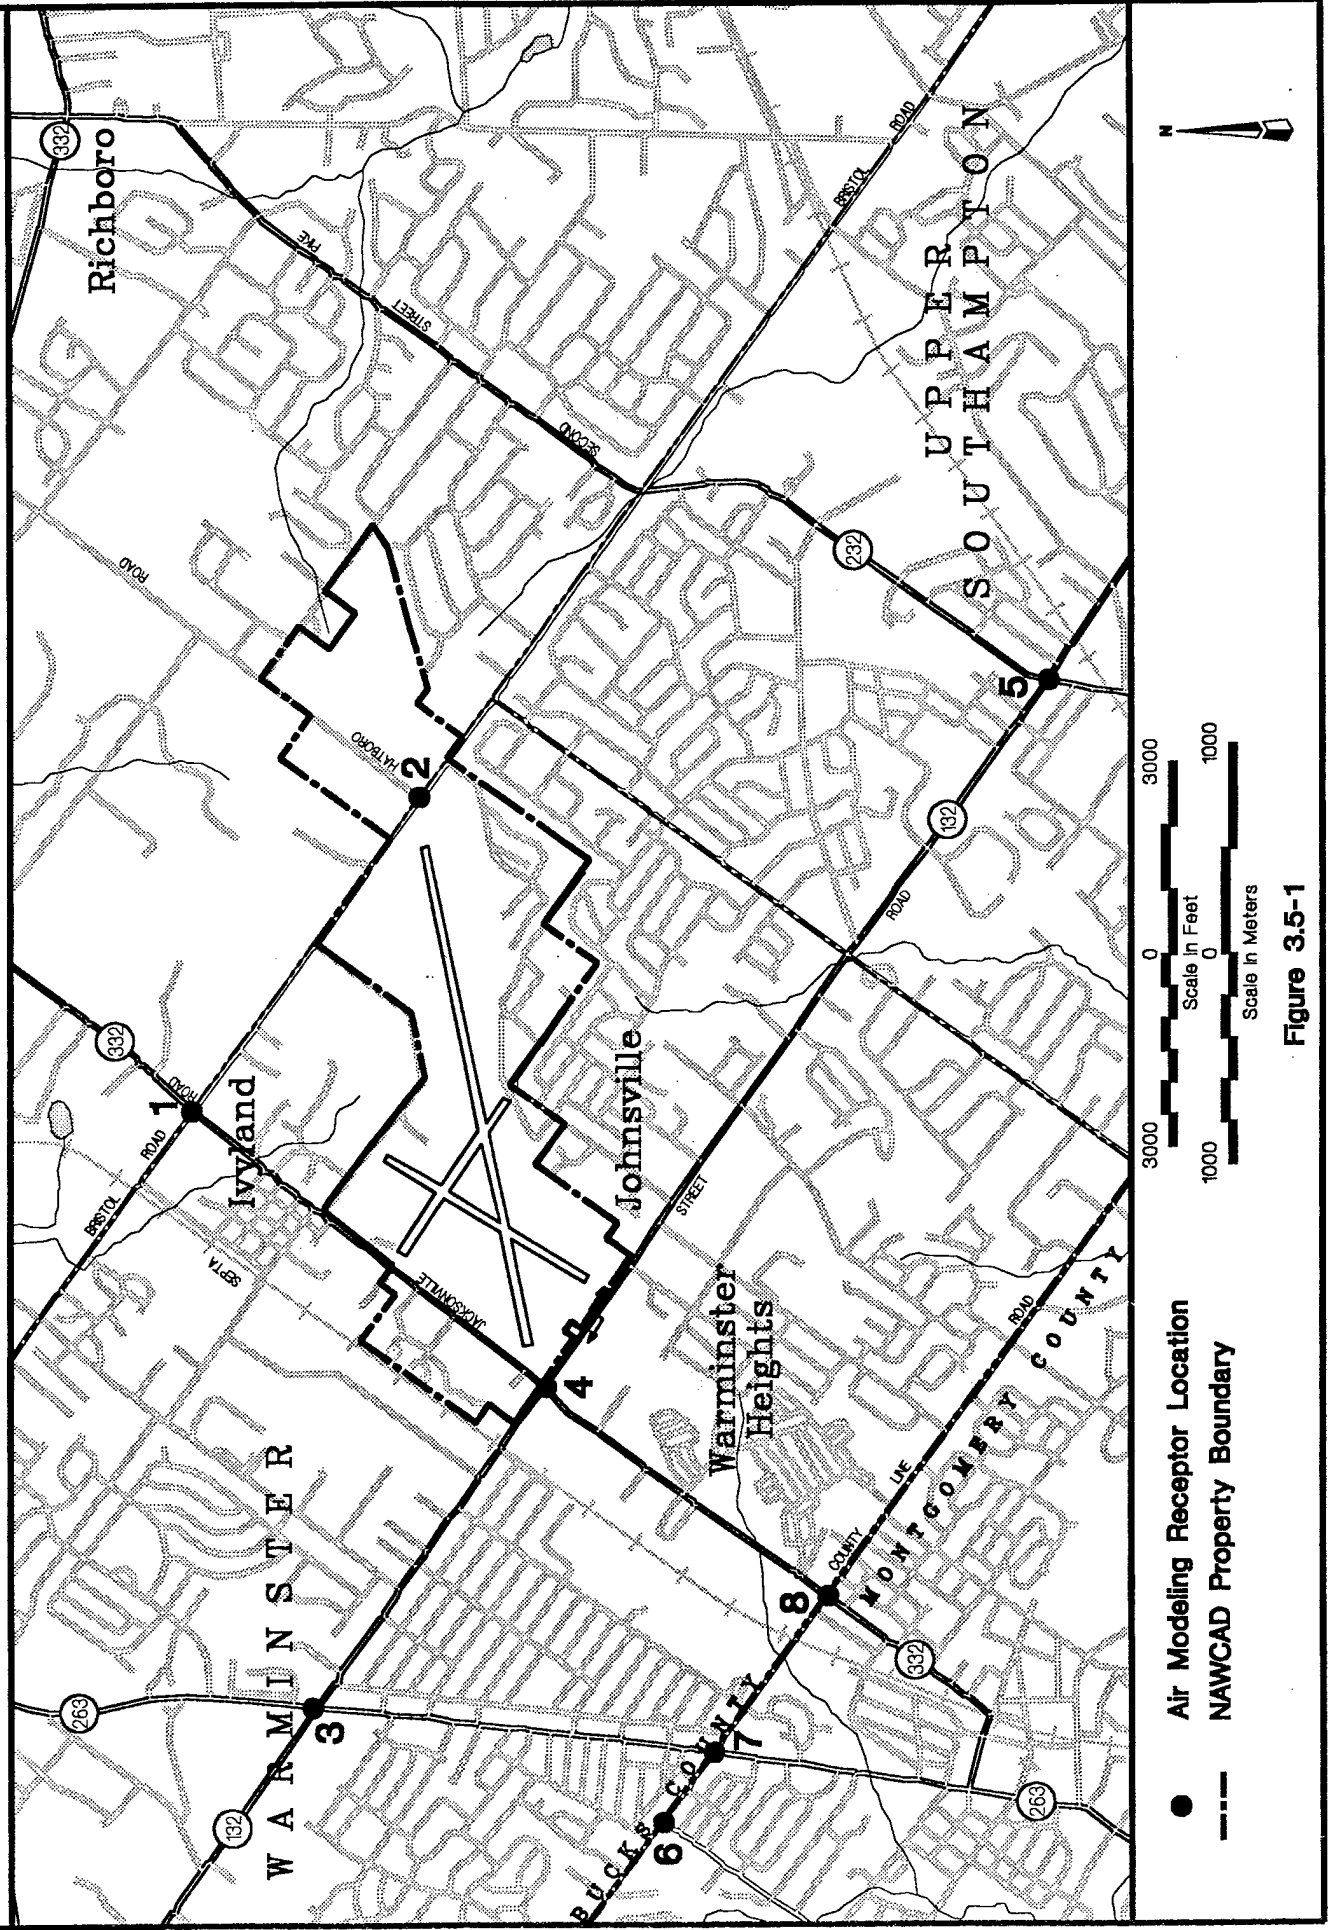 332
Richboro
PIKE
STREET
SECOND
BRISTOL
ROAD
UPPER
SOUTHAMPTON
232
5
132
ROAD
ROAD
HATBORO
2
332
1
ROAD
Ivyland
ROAD
BRISTOL
SEPTA
JACKSONVILLE
Johnsville
STREET
4
Warminster
Heights
WARMINSTER
263
3
132
BUCKS COUNTY
6
7
8
COUNTY
LINE
ROAD
MONTGOMERY COUNTY
332
263
N
3000 0 3000
Scale in Feet
1000 0 1000
Scale in Meters
Air Modeling Receptor Location
NAWCAD Property Boundary
Figure 3.5-1